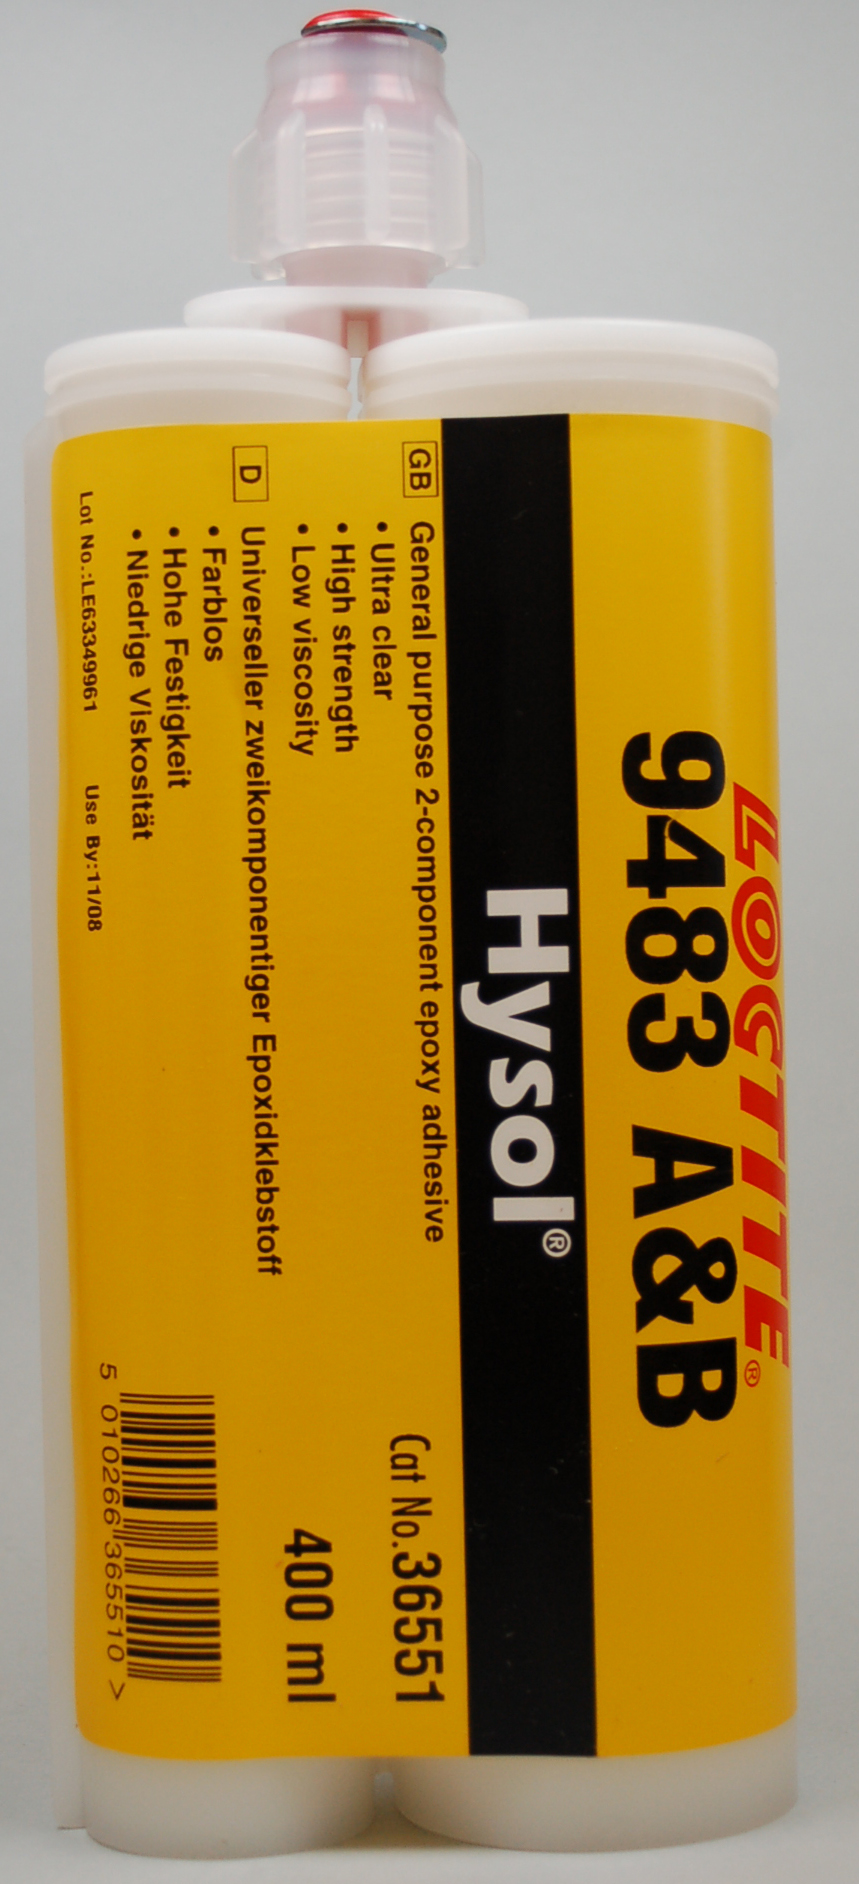 LOCTITE®
9483 A&B
Hysol®
GB General purpose 2-component epoxy adhesive
• Ultra clear
• High strength
• Low viscosity
Cat No.36551
D Universeller zweikomponentiger Epoxidklebstoff
• Farblos
• Hohe Festigkeit
• Niedrige Viskosität
400 ml
Lot No.:LE63349961 Use By:11/08
5 010266 365510 >